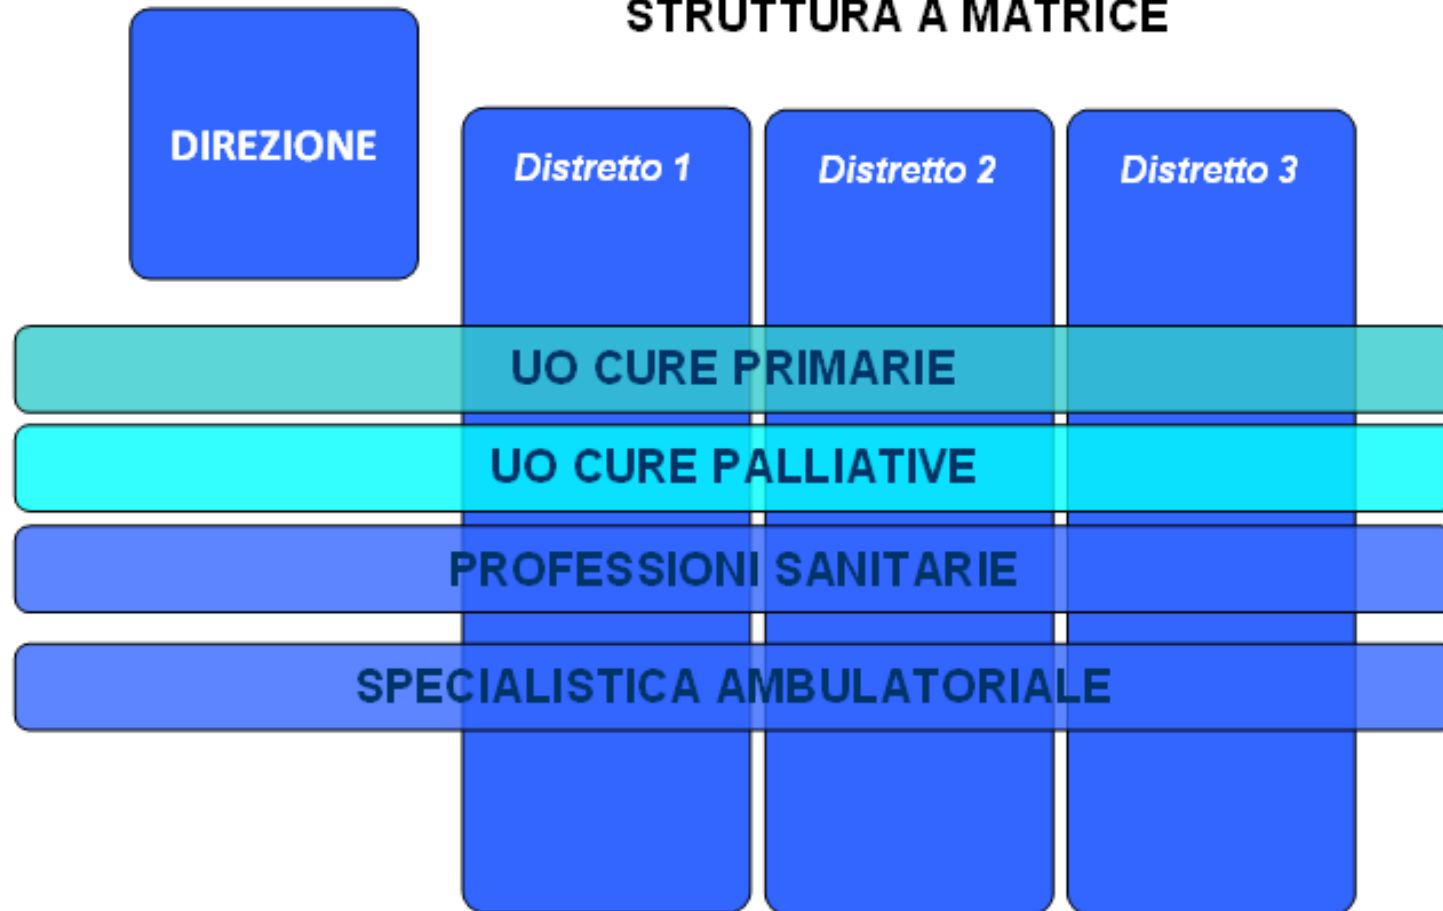 STRUTTURA A MATRICE
DIREZIONE
Distretto 1
Distretto 2
Distretto 3
UO CURE PRIMARIE
UO CURE PALLIATIVE
PROFESSIONI SANITARIE
SPECIALISTICA AMBULATORIALE